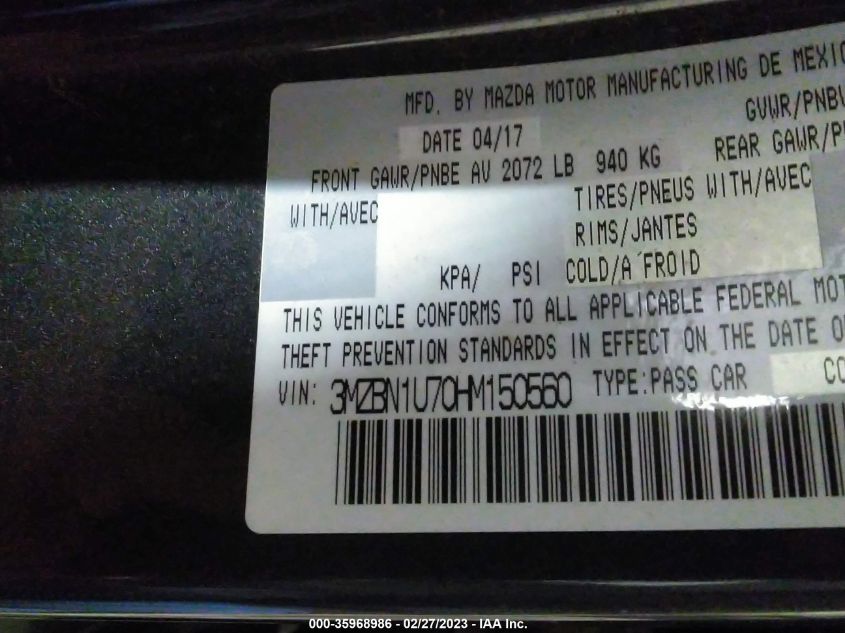 MFD. BY MAZDA MOTOR MANUFACTURING DE MEXIC
DATE 04/17 GVWR/PNBV
FRONT GAWR/PNBE AV 2072 LB 940 KG REAR GAWR/P
WITH/AVEC TIRES/PNEUS WITH/AVEC
RIMS/JANTES
KPA/ PSI COLD/A FROID
THIS VEHICLE CONFORMS TO ALL APPLICABLE FEDERAL MOT
THEFT PREVENTION STANDARDS IN EFFECT ON THE DATE O
VIN: 3MZBN1U70HM150560 TYPE:PASS CAR CO
000-35968986 - 02/27/2023 - IAA Inc.